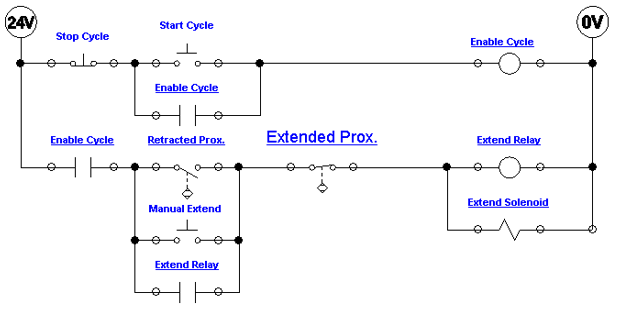 24V
0V
Start Cycle
Stop Cycle
Enable Cycle
Enable Cycle
Enable Cycle
Retracted Prox.
Extended Prox.
Extend Relay
Manual Extend
Extend Solenoid
Extend Relay